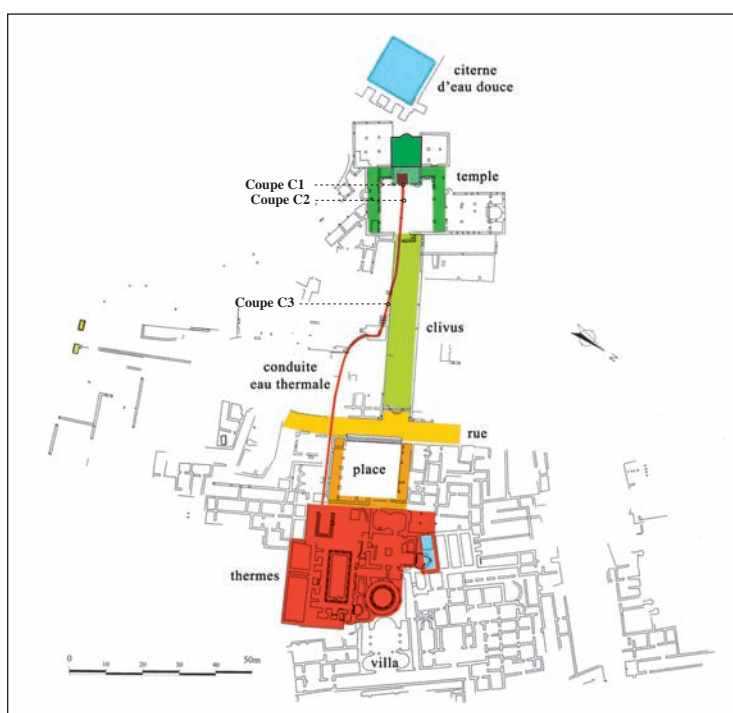 citerne
d'eau douce
temple
Coupe C1
Coupe C2
Coupe C3
clivus
N
conduite
eau thermale
rue
place
thermes
villa
0 10 20 30 40 50m